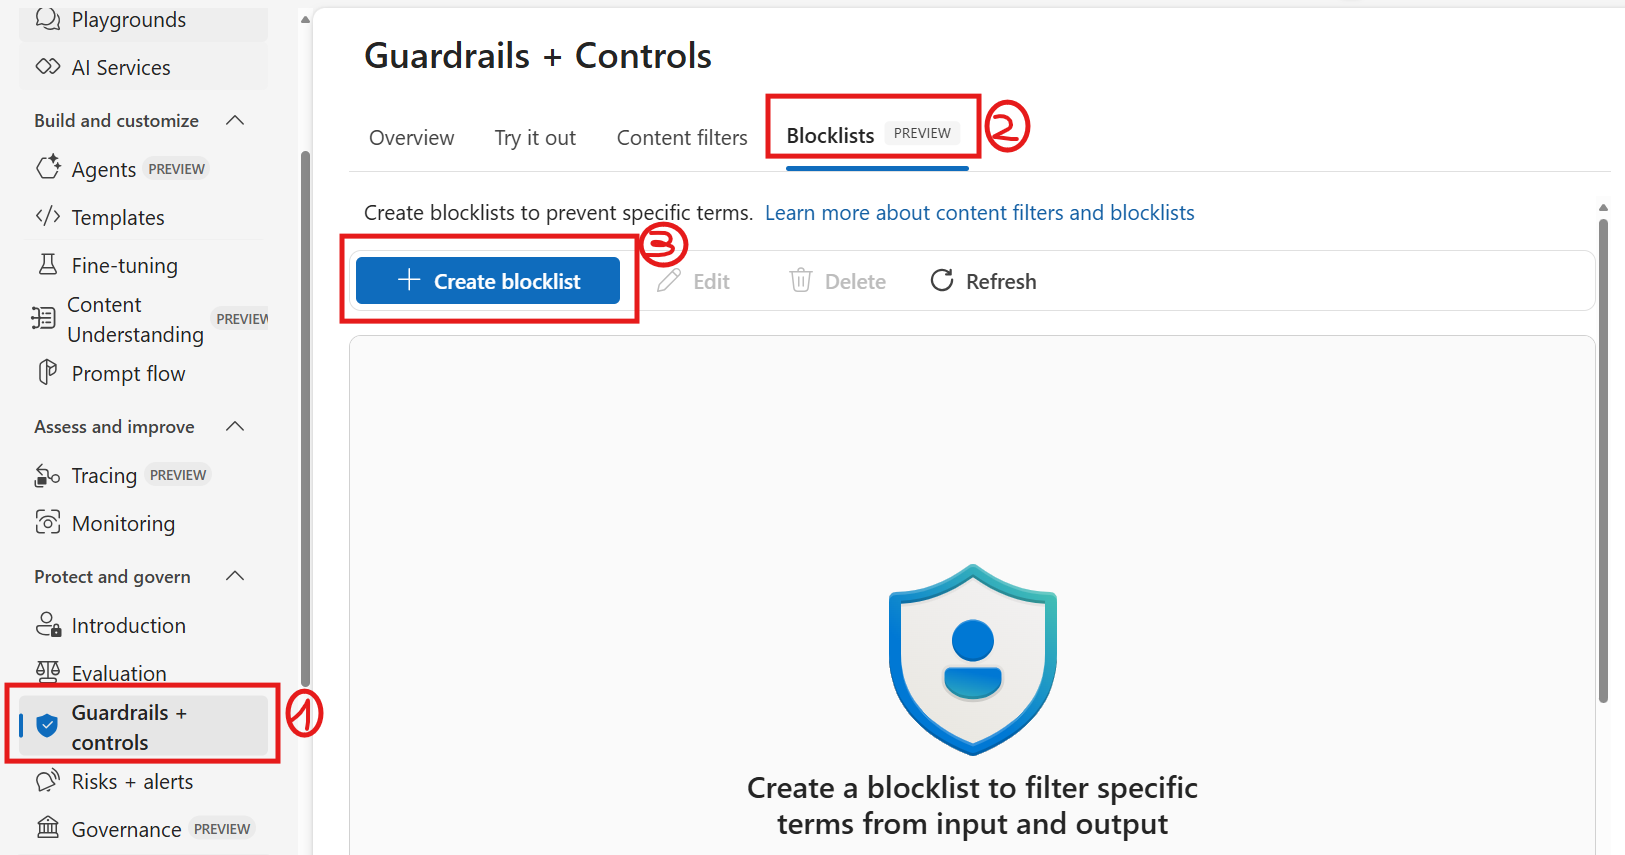 Playgrounds
AI Services
Build and customize
Agents PREVIEW
Templates
Fine-tuning
Content
Understanding PREVIEW
Prompt flow
Assess and improve
Tracing PREVIEW
Monitoring
Protect and govern
Introduction
Evaluation
Guardrails +
controls
1
Risks + alerts
Governance PREVIEW
Guardrails + Controls
Overview Try it out Content filters Blocklists PREVIEW
2
Create blocklists to prevent specific terms. Learn more about content filters and blocklists
3
Create blocklist Edit Delete Refresh
Create a blocklist to filter specific
terms from input and output